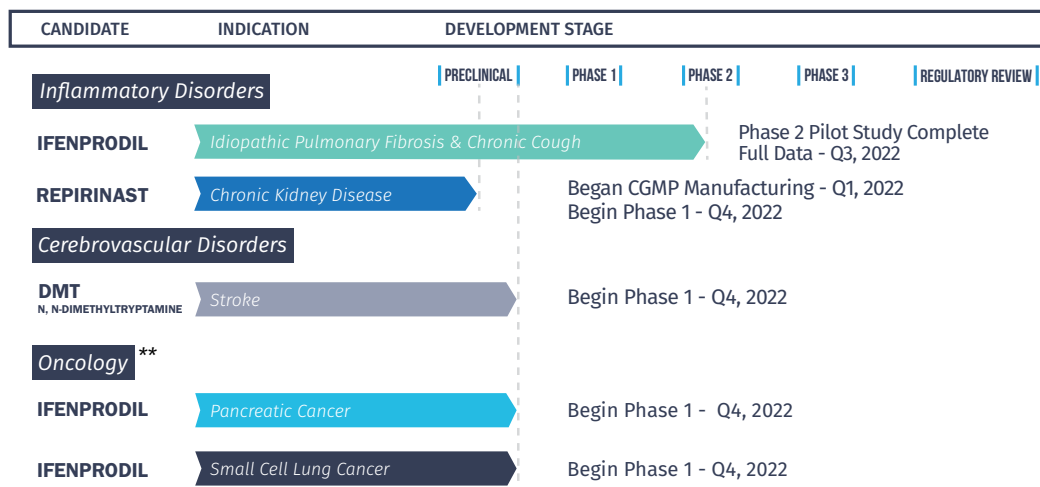 CANDIDATE INDICATION DEVELOPMENT STAGE
PRECLINICAL PHASE 1 PHASE 2 PHASE 3 REGULATORY REVIEW
Inflammatory Disorders
IFENPRODIL Idiopathic Pulmonary Fibrosis & Chronic Cough
Phase 2 Pilot Study Complete
Full Data - Q3, 2022
REPIRINAST Chronic Kidney Disease
Began CGMP Manufacturing - Q1, 2022
Begin Phase 1 - Q4, 2022
Cerebrovascular Disorders
DMT
N, N-DIMETHYLTRYPTAMINE
Stroke
Begin Phase 1 - Q4, 2022
Oncology **
IFENPRODIL Pancreatic Cancer Begin Phase 1 - Q4, 2022
IFENPRODIL Small Cell Lung Cancer Begin Phase 1 - Q4, 2022